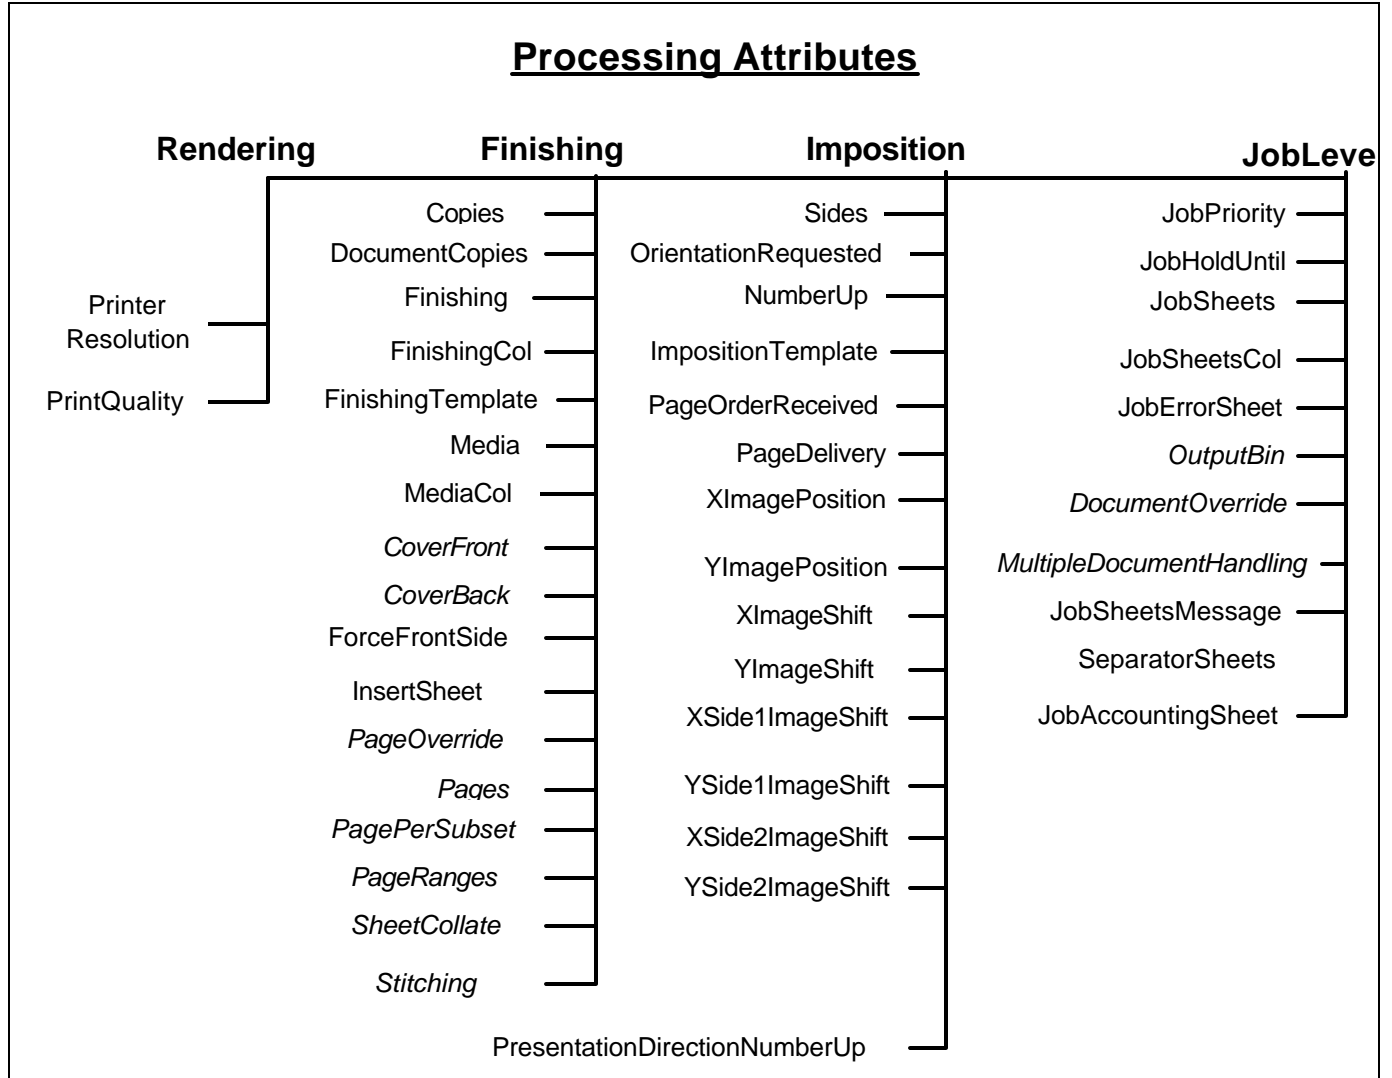 Processing Attributes
Rendering
Printer
Resolution
PrintQuality
Finishing
Copies
DocumentCopies
Finishing
FinishingCol
FinishingTemplate
Media
MediaCol
CoverFront
CoverBack
ForceFrontSide
InsertSheet
PageOverride
Pages
PagePerSubset
PageRanges
SheetCollate
Stitching
Imposition
Sides
OrientationRequested
NumberUp
ImpositionTemplate
PageOrderReceived
PageDelivery
XImagePosition
YImagePosition
XImageShift
YImageShift
XSide1ImageShift
YSide1ImageShift
XSide2ImageShift
YSide2ImageShift
PresentationDirectionNumberUp
JobLeve
JobPriority
JobHoldUntil
JobSheets
JobSheetsCol
JobErrorSheet
OutputBin
DocumentOverride
MultipleDocumentHandling
JobSheetsMessage
SeparatorSheets
JobAccountingSheet